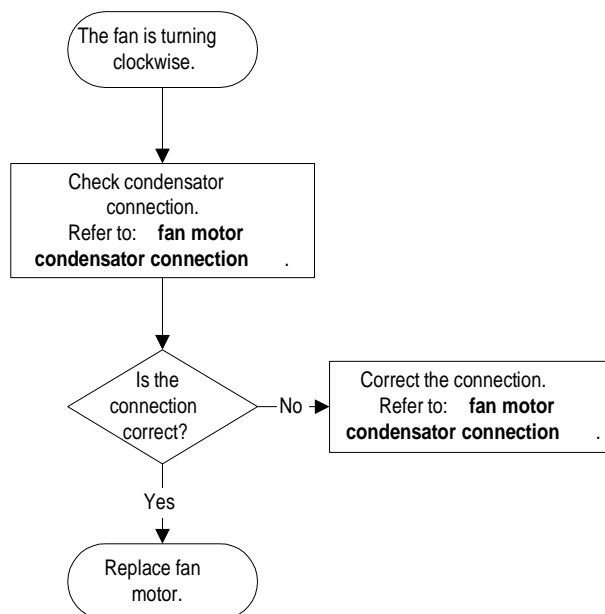 The fan is turning
clockwise.
Check condensator
connection.
Refer to: fan motor
condensator connection .
Is the
connection
correct?
No
Correct the connection.
Refer to: fan motor
condensator connection .
Yes
Replace fan
motor.